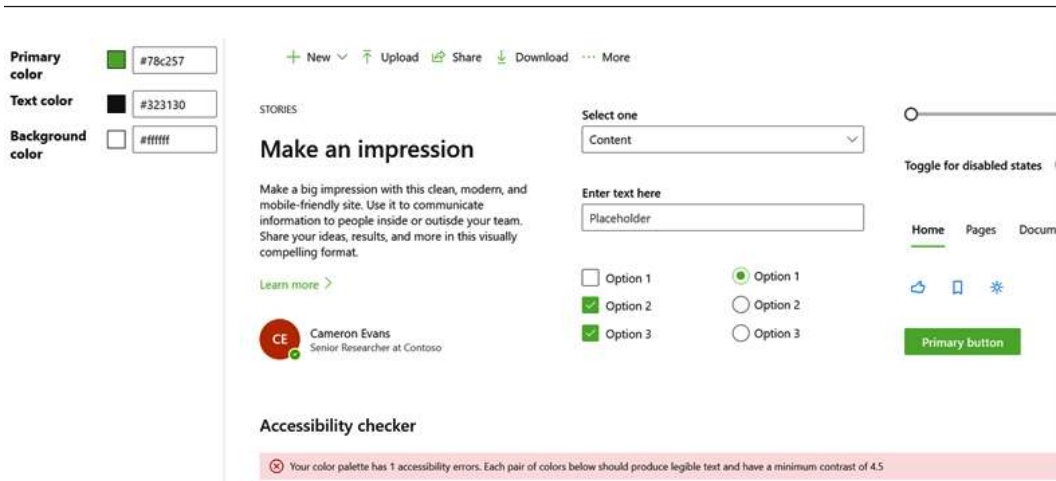 Primary color
#78c257
Text color
#323130
Background color
#ffffff
New Upload Share Download ··· More
STORIES
Make an impression
Make a big impression with this clean, modern, and
mobile-friendly site. Use it to communicate
information to people inside or outisde your team.
Share your ideas, results, and more in this visually
compelling format.
Learn more
CE
Cameron Evans
Senior Researcher at Contoso
Select one
Content
Enter text here
Placeholder
Option 1
Option 2
Option 3
Option 1
Option 2
Option 3
Toggle for disabled states
Home Pages Docum
Primary button
Accessibility checker
Your color palette has 1 accessibility errors. Each pair of colors below should produce legible text and have a minimum contrast of 4.5